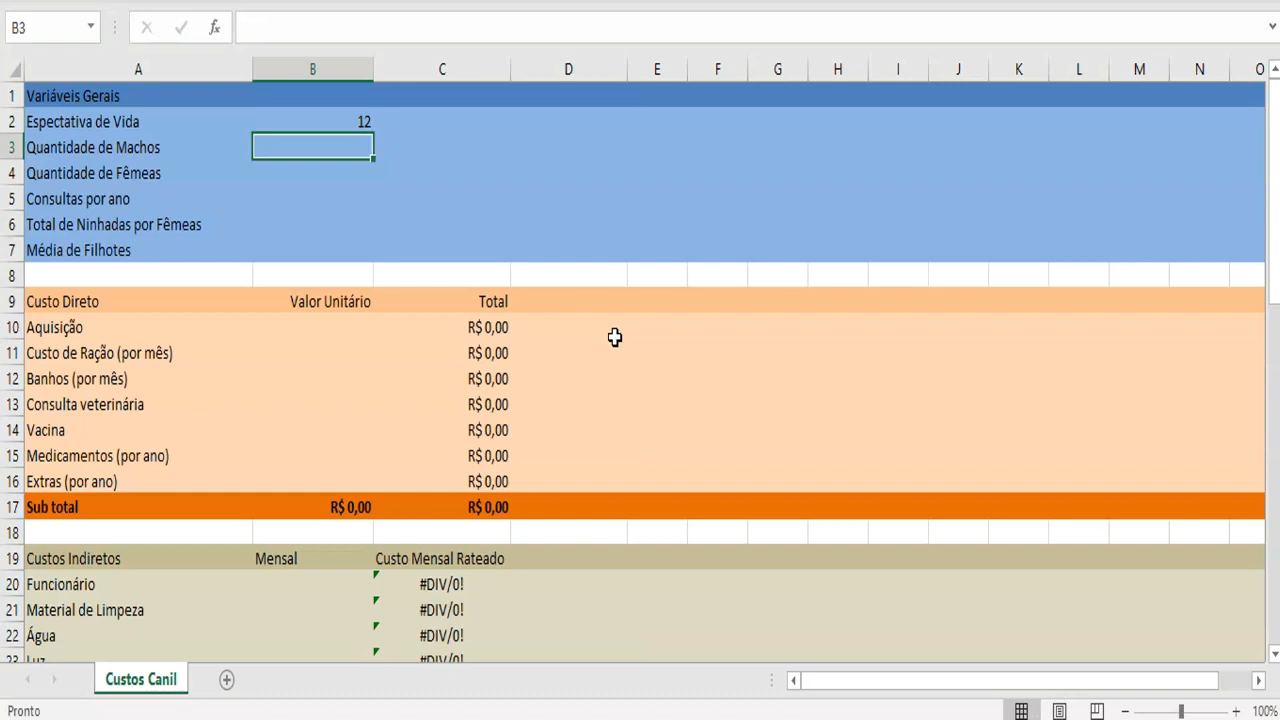 B3
fx
A B C D E F G H I J K L M N O
1 Variáveis Gerais
2 Espectativa de Vida 12
3 Quantidade de Machos
4 Quantidade de Fêmeas
5 Consultas por ano
6 Total de Ninhadas por Fêmeas
7 Média de Filhotes
8
9 Custo Direto Valor Unitário Total
10 Aquisição R$ 0,00
11 Custo de Ração (por mês) R$ 0,00
12 Banhos (por mês) R$ 0,00
13 Consulta veterinária R$ 0,00
14 Vacina R$ 0,00
15 Medicamentos (por ano) R$ 0,00
16 Extras (por ano) R$ 0,00
17 Sub total R$ 0,00 R$ 0,00
18
19 Custos Indiretos Mensal Custo Mensal Rateado
20 Funcionário #DIV/0!
21 Material de Limpeza #DIV/0!
22 Água #DIV/0!
23 Luz #DIV/0!
Custos Canil
Pronto 100%